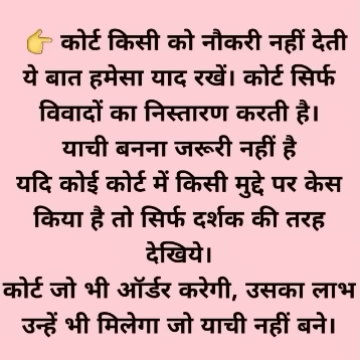 👉 कोर्ट किसी को नौकरी नहीं देती
ये बात हमेसा याद रखें। कोर्ट सिर्फ
विवादों का निस्तारण करती है।
याची बनना जरूरी नहीं है
यदि कोई कोर्ट में किसी मुद्दे पर केस
किया है तो सिर्फ दर्शक की तरह
देखिये।
कोर्ट जो भी ऑर्डर करेगी, उसका लाभ
उन्हें भी मिलेगा जो याची नहीं बने।